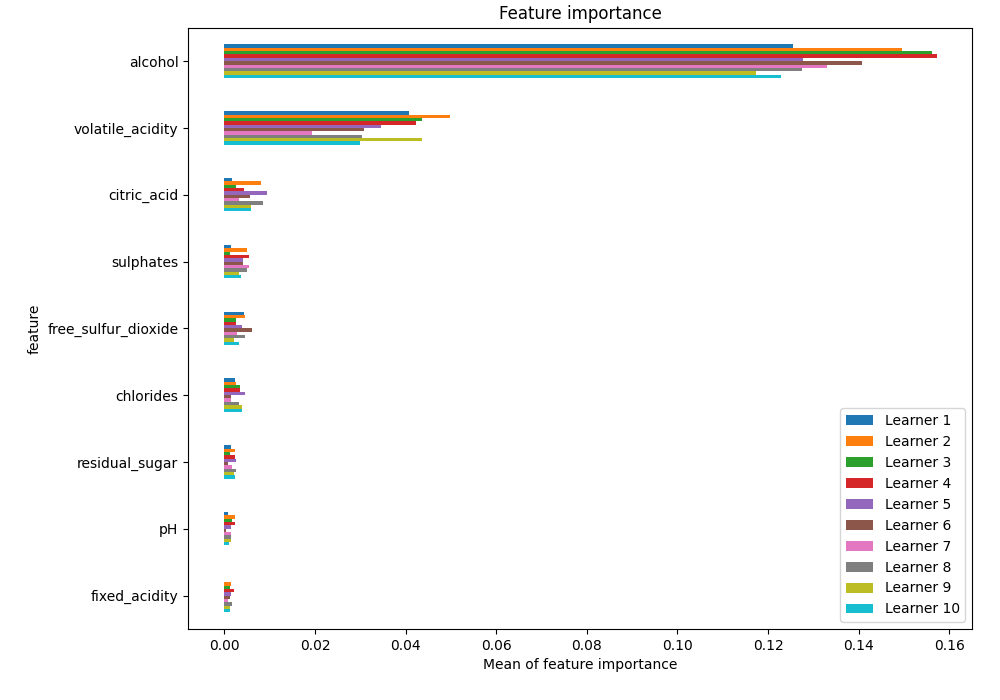 Feature importance
alcohol
volatile_acidity
citric_acid
sulphates
free_sulfur_dioxide
chlorides
residual_sugar
pH
fixed_acidity
feature
Learner 1
Learner 2
Learner 3
Learner 4
Learner 5
Learner 6
Learner 7
Learner 8
Learner 9
Learner 10
0.00 0.02 0.04 0.06 0.08 0.10 0.12 0.14 0.16
Mean of feature importance